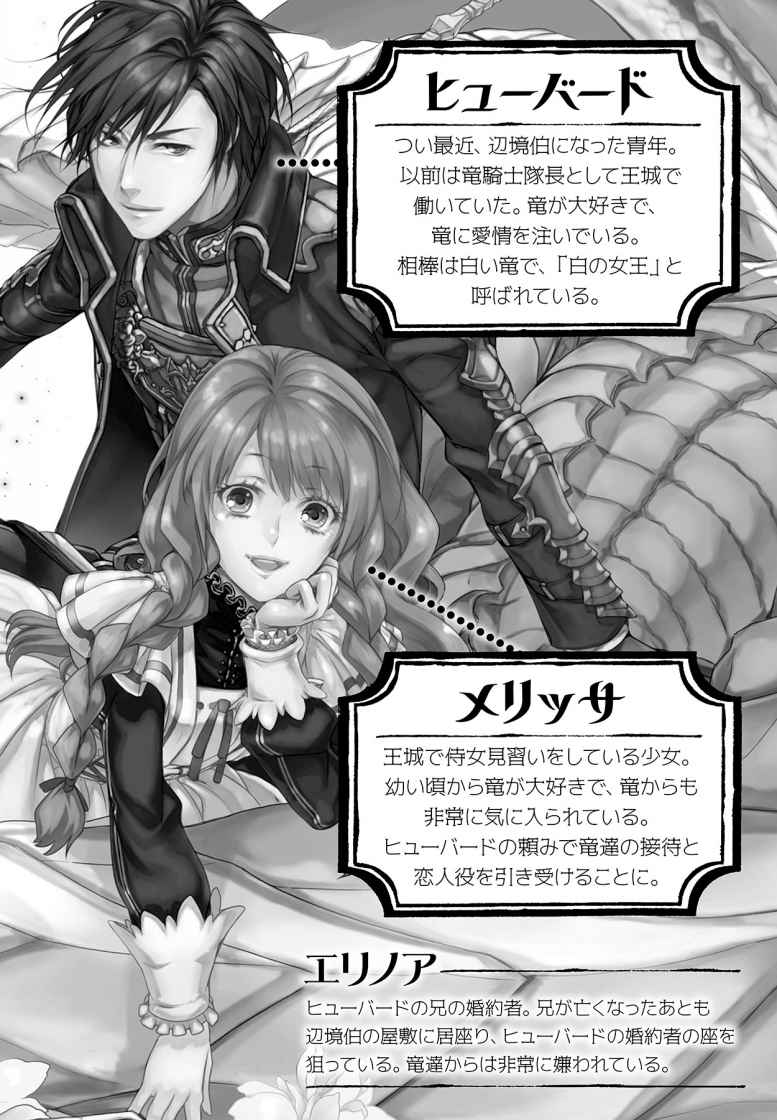 ヒューバード
つい最近、辺境伯になった青年。
以前は竜騎士隊長として王城で
働いていた。竜が大好きで、
竜に愛情を注いでいる。
相棒は白い竜で、「白の女王」と
呼ばれている。
メリッサ
王城で侍女見習いをしている少女。
幼い頃から竜が大好きで、竜からも
非常に気に入られている。
ヒューバードの頼みで竜達の接待と
恋人役を引き受けることに。
エリノア
ヒューバードの兄の婚約者。兄が亡くなったあとも
辺境伯の屋敷に居座り、ヒューバードの婚約者の座を
狙っている。竜達からは非常に嫌われている。